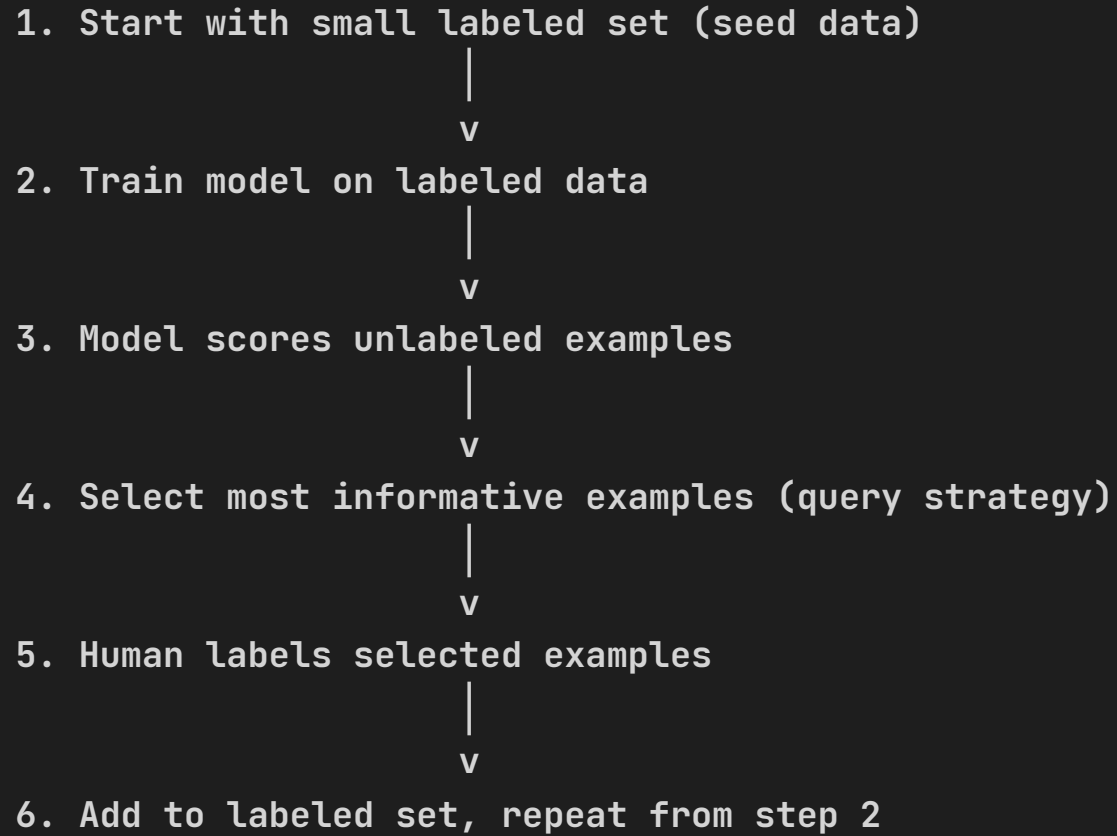 1. Start with small labeled set (seed data)
v
2. Train model on labeled data
v
3. Model scores unlabeled examples
v
4. Select most informative examples (query strategy)
v
5. Human labels selected examples
v
6. Add to labeled set, repeat from step 2